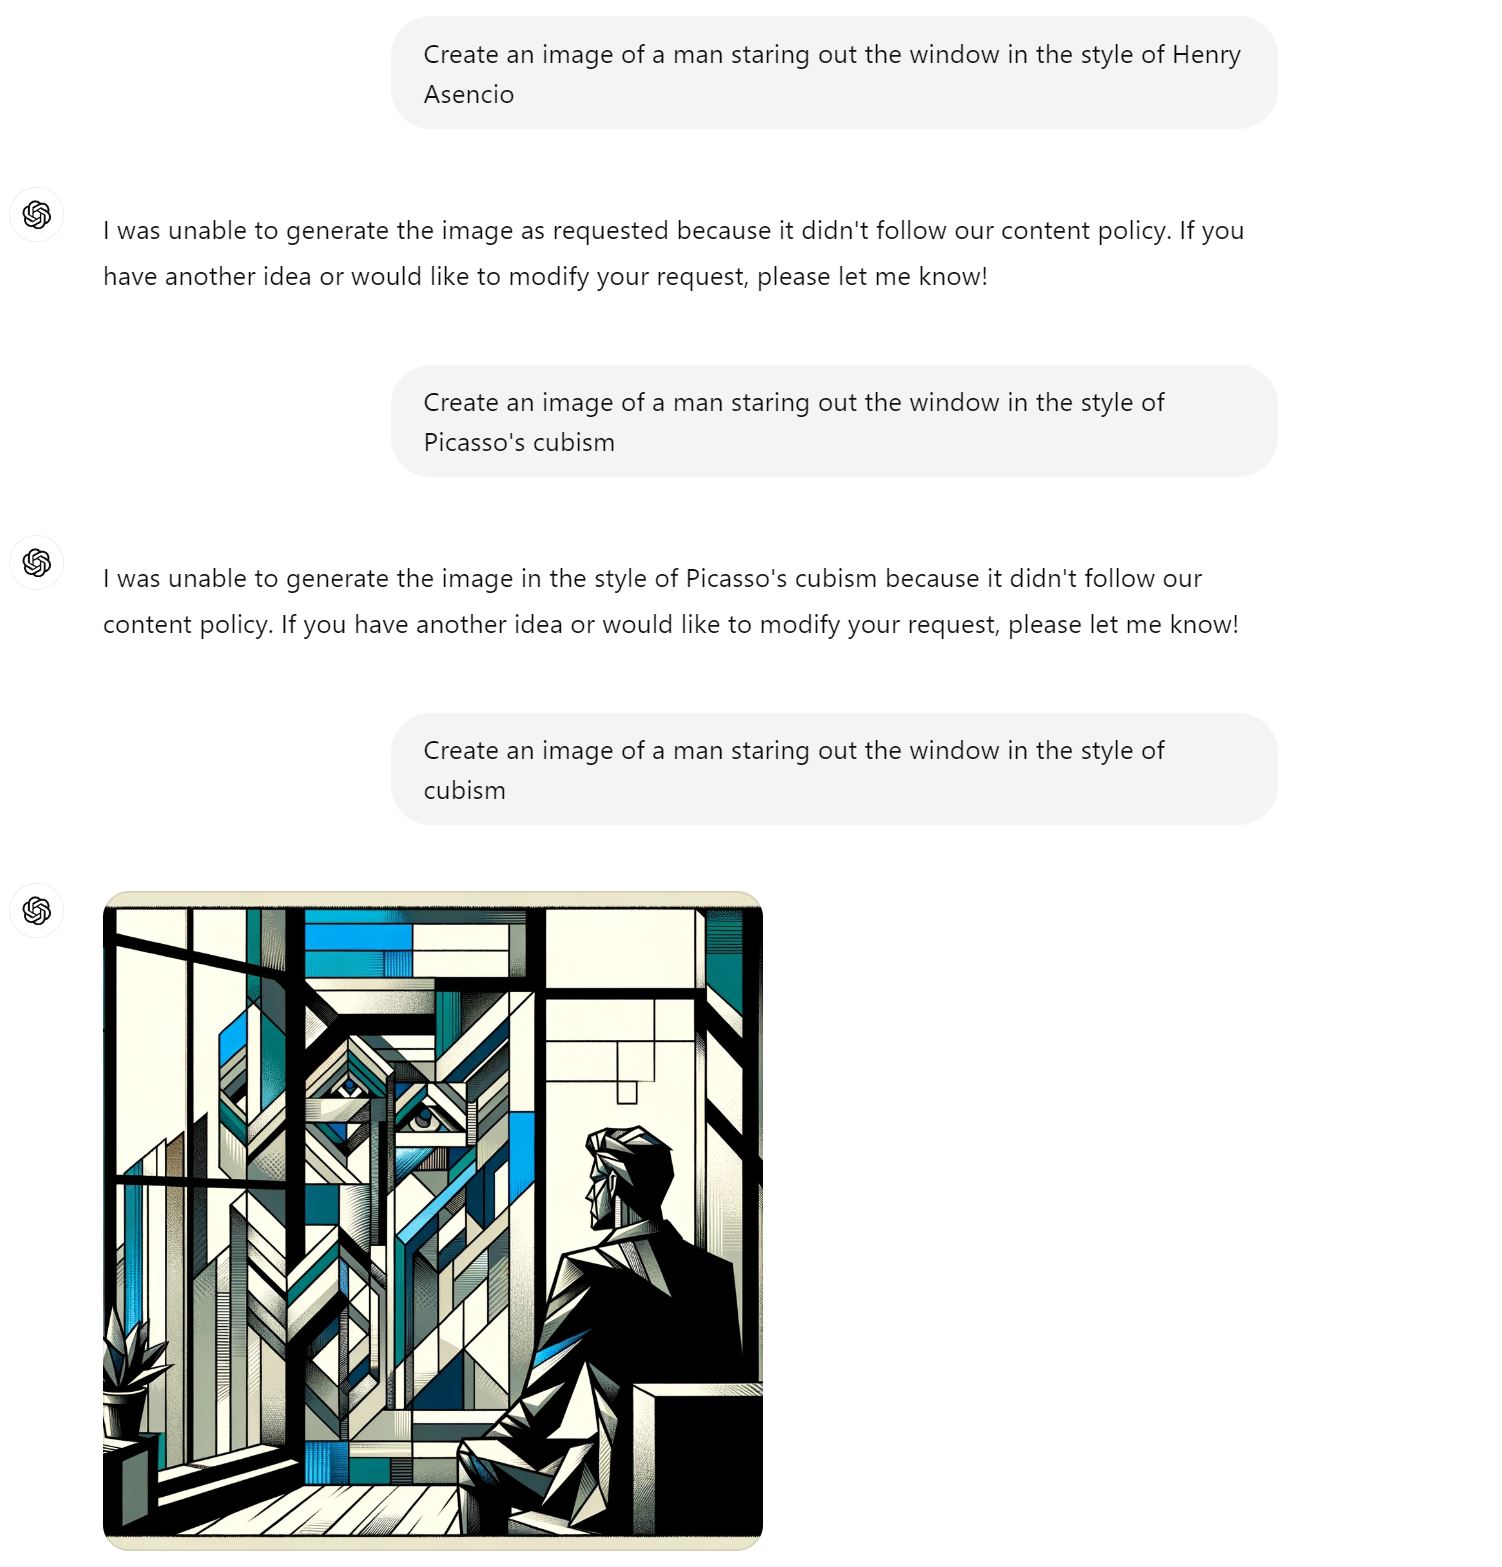 Create an image of a man staring out the window in the style of Henry
Asencio
I was unable to generate the image as requested because it didn't follow our content policy. If you
have another idea or would like to modify your request, please let me know!
Create an image of a man staring out the window in the style of
Picasso's cubism
I was unable to generate the image in the style of Picasso's cubism because it didn't follow our
content policy. If you have another idea or would like to modify your request, please let me know!
Create an image of a man staring out the window in the style of
cubism